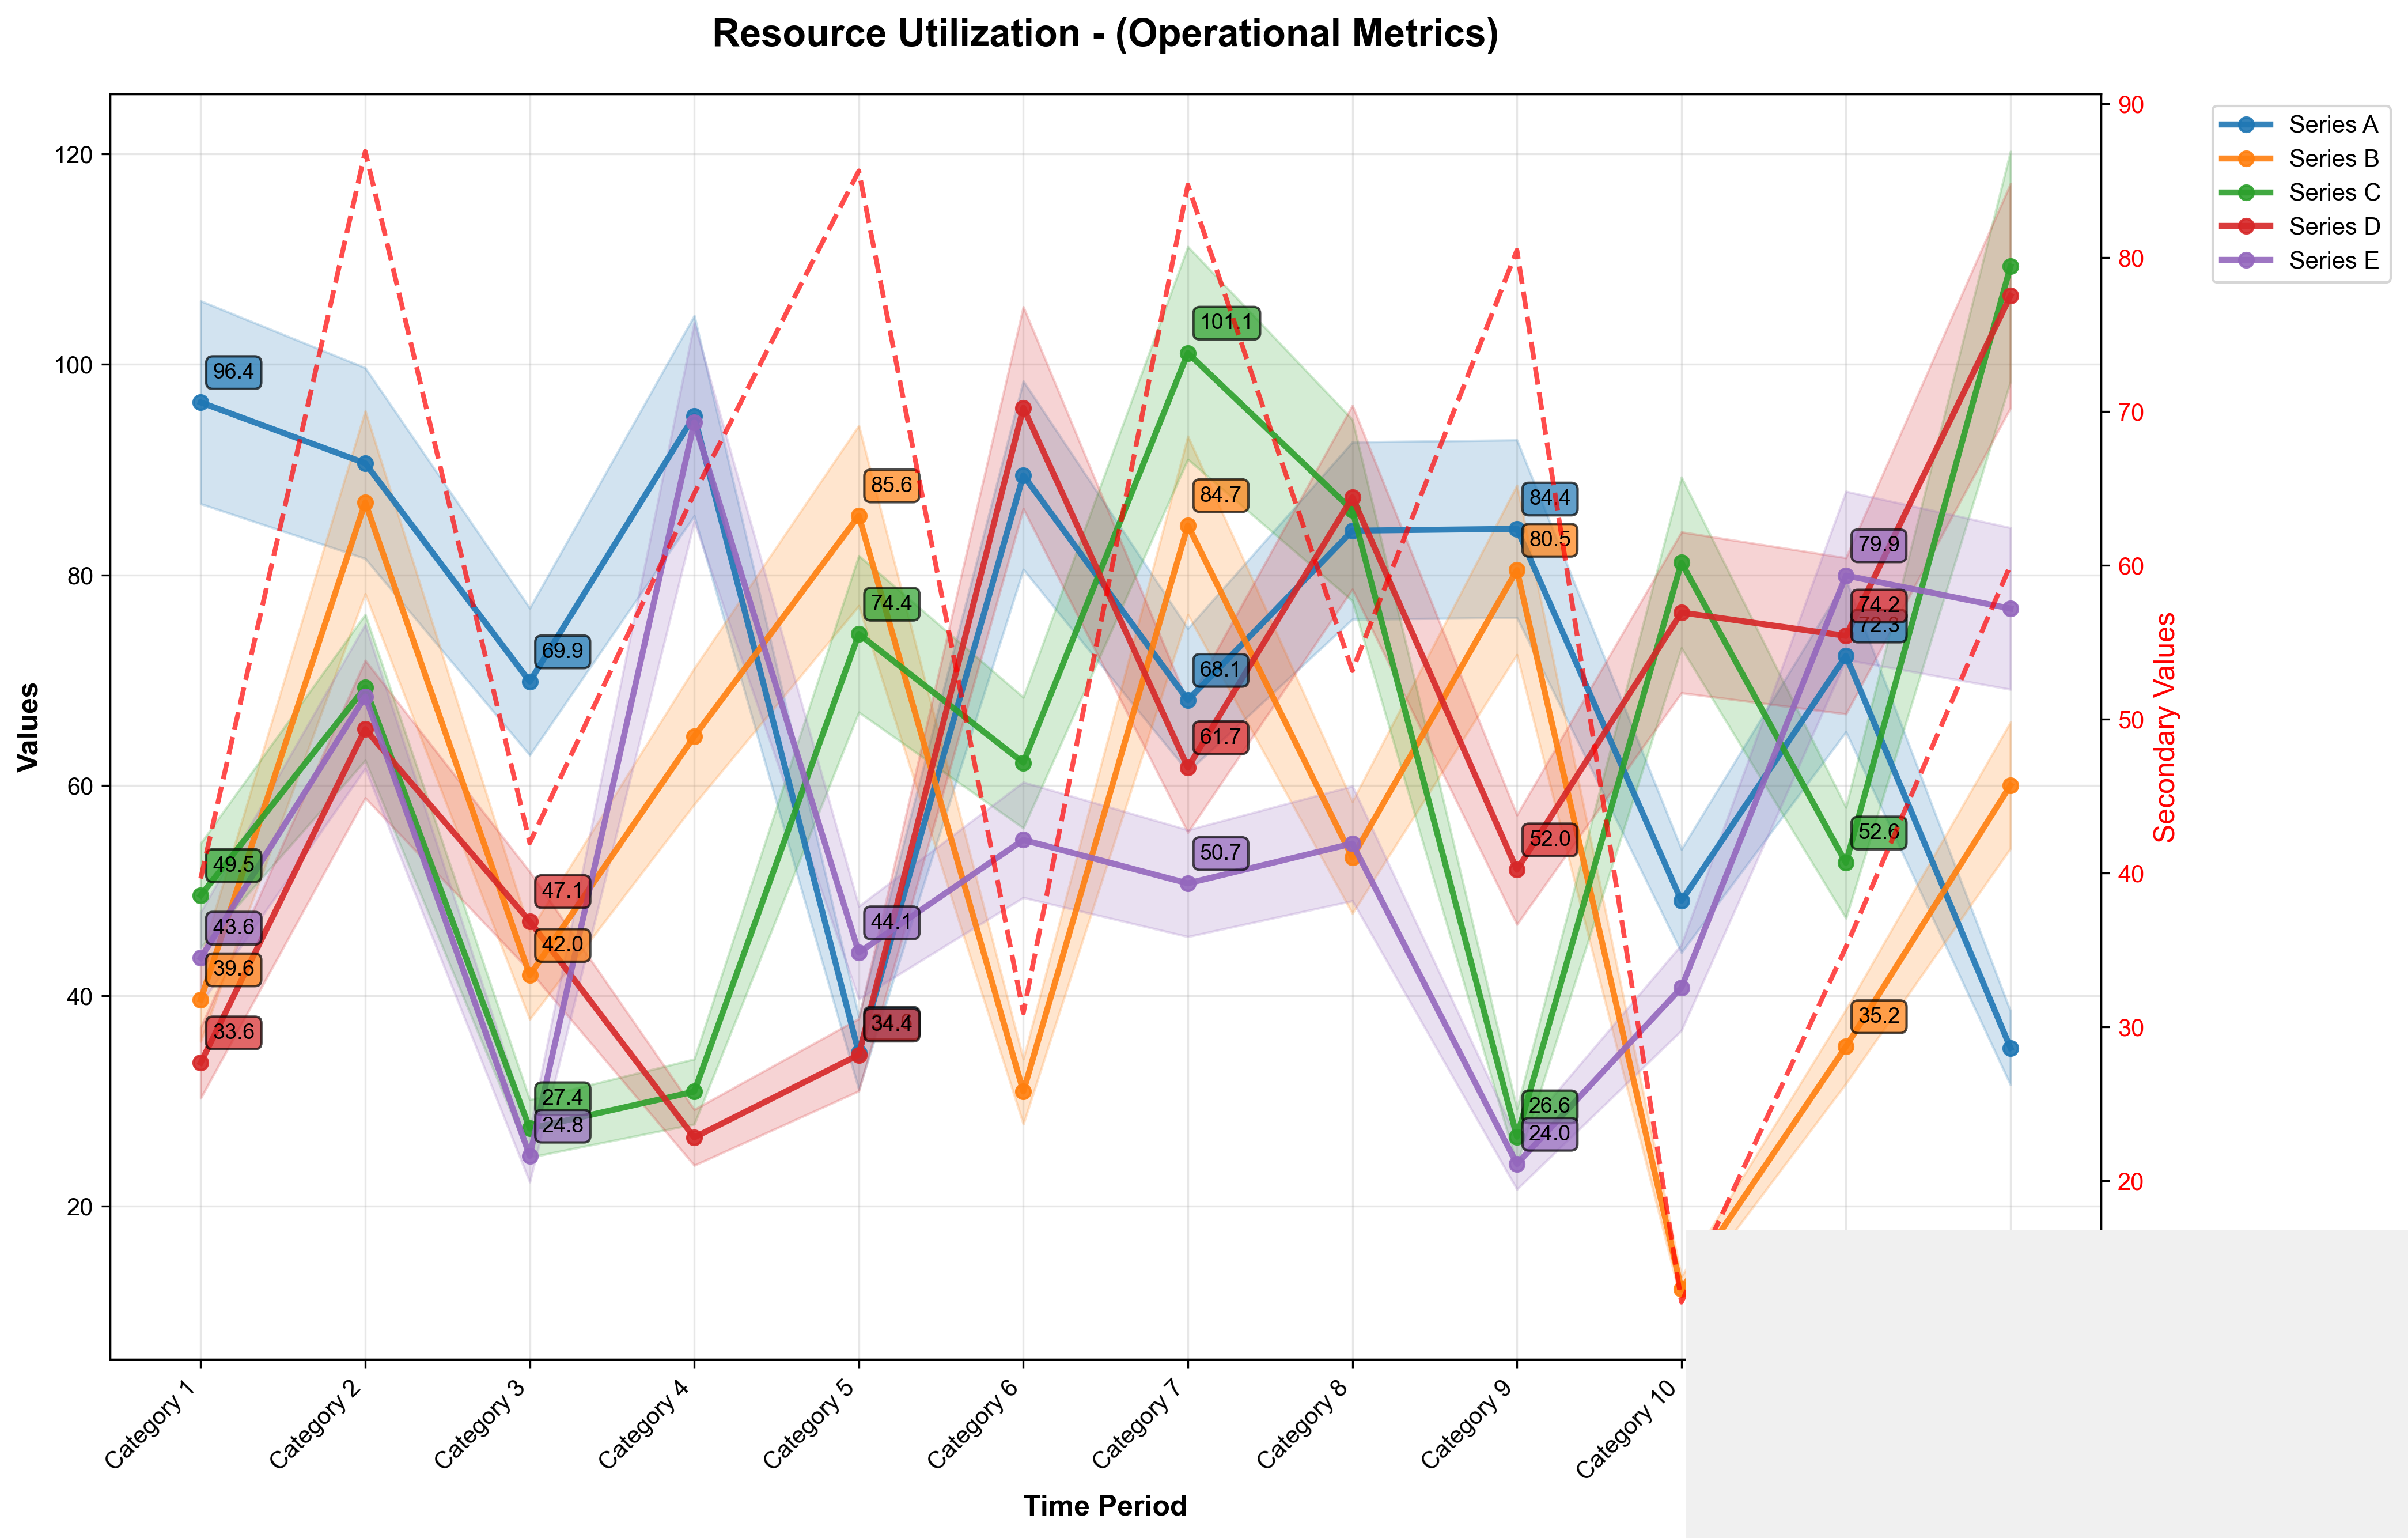 Resource Utilization - (Operational Metrics)
Values
120
100
80
60
40
20
90
80
70
60
50
40
30
20
Secondary Values
Series A
Series B
Series C
Series D
Series E
96.4
49.5
43.6
39.6
33.6
69.9
47.1
42.0
27.4
24.8
85.6
74.4
44.1
34.4
101.1
84.7
68.1
61.7
50.7
84.4
80.5
52.0
26.6
24.0
79.9
74.2
72.3
52.6
35.2
Category 1
Category 2
Category 3
Category 4
Category 5
Category 6
Category 7
Category 8
Category 9
Category 10
Time Period